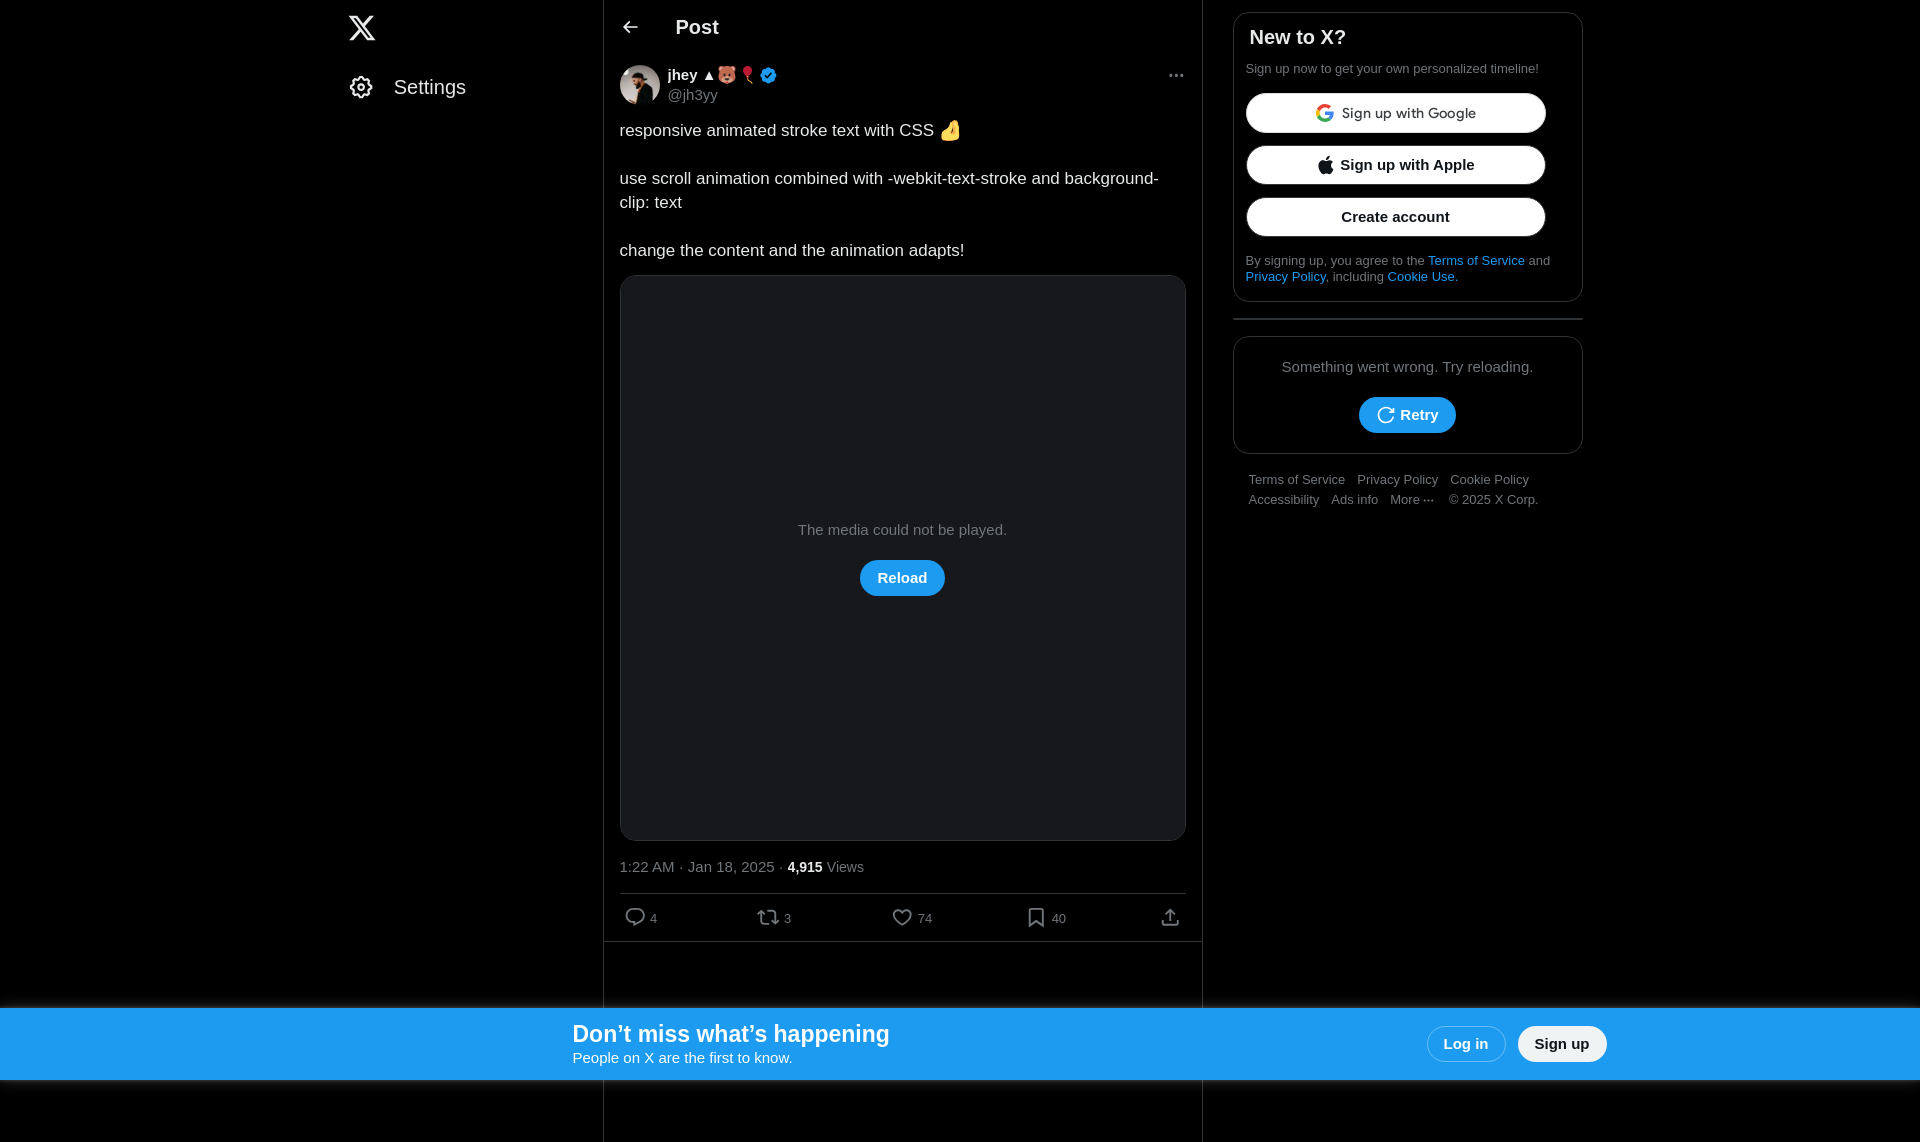 Settings
Post
jhey ▲🐻🎈
@jh3yy
responsive animated stroke text with CSS 🤌
use scroll animation combined with -webkit-text-stroke and background-
clip: text
change the content and the animation adapts!
The media could not be played.
Reload
1:22 AM · Jan 18, 2025 · 4,915 Views
4 3 74 40
New to X?
Sign up now to get your own personalized timeline!
Sign up with Google
Sign up with Apple
Create account
By signing up, you agree to the Terms of Service and
Privacy Policy, including Cookie Use.
Something went wrong. Try reloading.
Retry
Terms of Service Privacy Policy Cookie Policy
Accessibility Ads info More ··· © 2025 X Corp.
Don’t miss what’s happening
People on X are the first to know.
Log in
Sign up